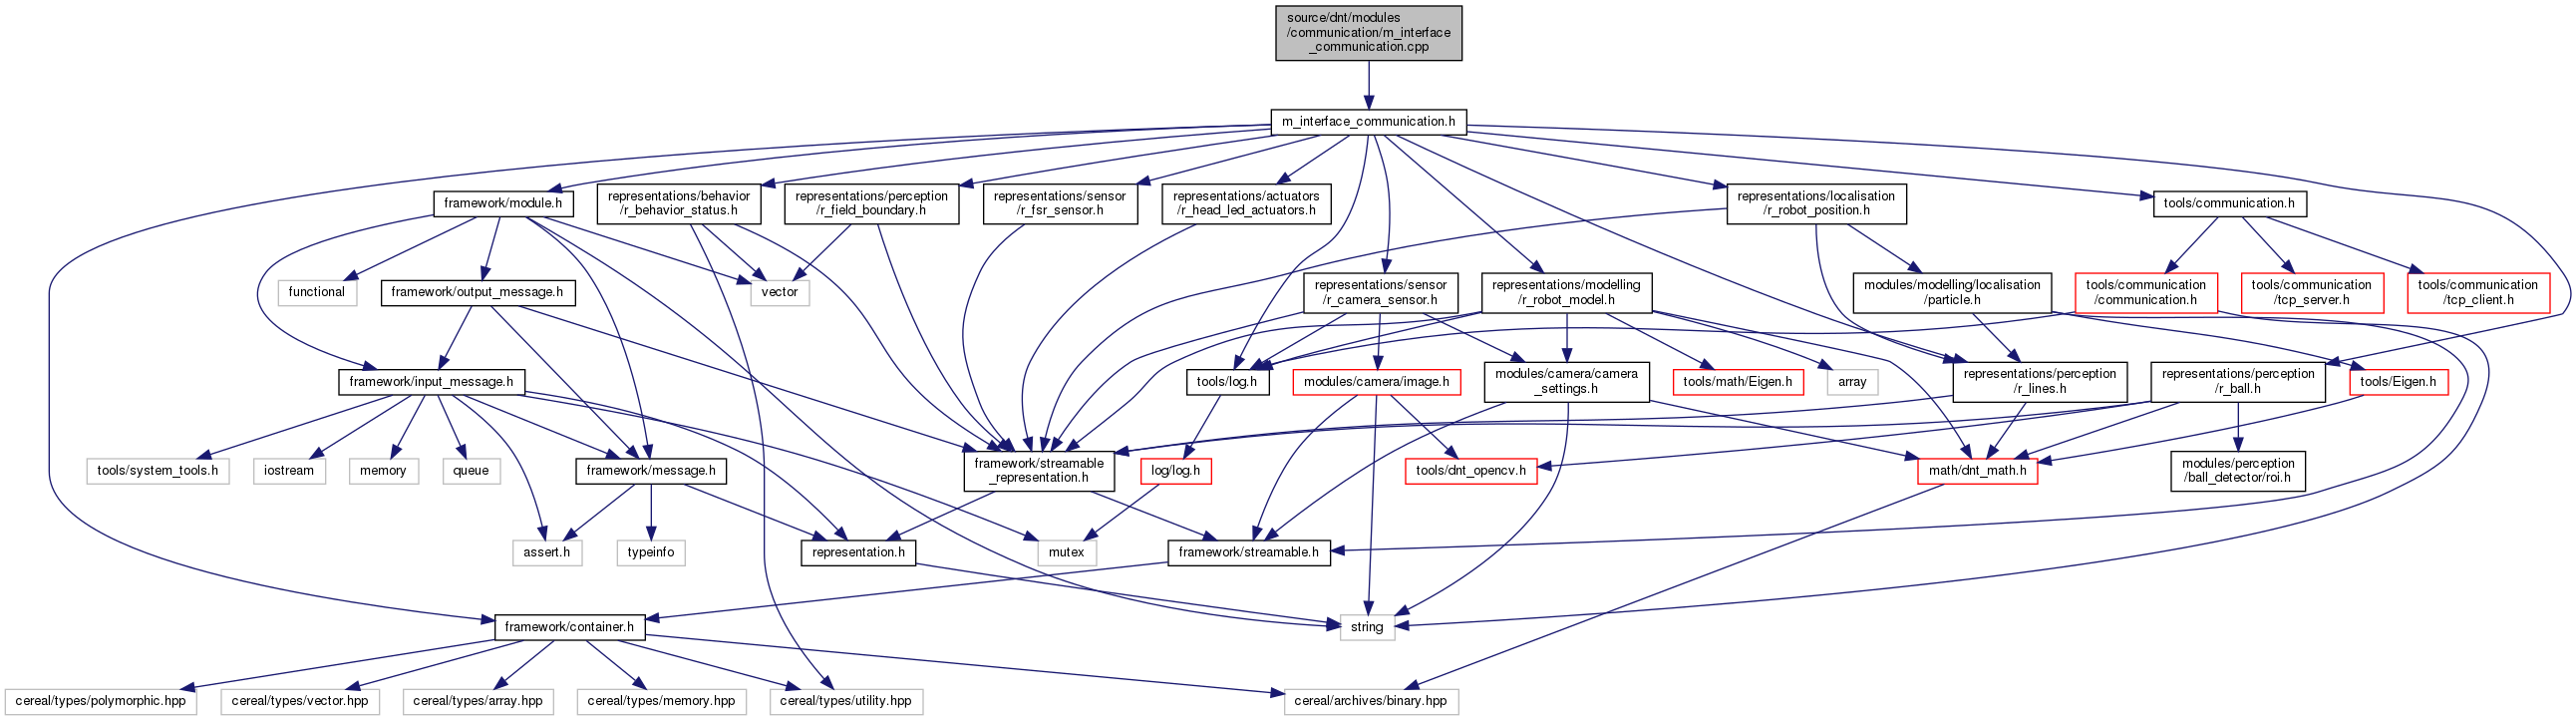 source/dnt/modules
/communication/m_interface
_communication.cpp
m_interface_communication.h
framework/module.h
representations/behavior
/r_behavior_status.h
representations/perception
/r_field_boundary.h
representations/sensor
/r_fsr_sensor.h
representations/actuators
/r_head_led_actuators.h
representations/localisation
/r_robot_position.h
tools/communication.h
functional
framework/output_message.h
vector
representations/sensor
/r_camera_sensor.h
representations/modelling
/r_robot_model.h
modules/modelling/localisation
/particle.h
tools/communication
/communication.h
tools/communication
/tcp_server.h
tools/communication
/tcp_client.h
framework/input_message.h
tools/log.h
modules/camera/image.h
modules/camera/camera
_settings.h
tools/math/Eigen.h
array
representations/perception
/r_lines.h
representations/perception
/r_ball.h
tools/Eigen.h
tools/system_tools.h
iostream
memory
queue
framework/message.h
framework/streamable
_representation.h
log/log.h
tools/dnt_opencv.h
math/dnt_math.h
modules/perception
/ball_detector/roi.h
assert.h
typeinfo
representation.h
mutex
framework/streamable.h
framework/container.h
string
cereal/types/polymorphic.hpp
cereal/types/vector.hpp
cereal/types/array.hpp
cereal/types/memory.hpp
cereal/types/utility.hpp
cereal/archives/binary.hpp